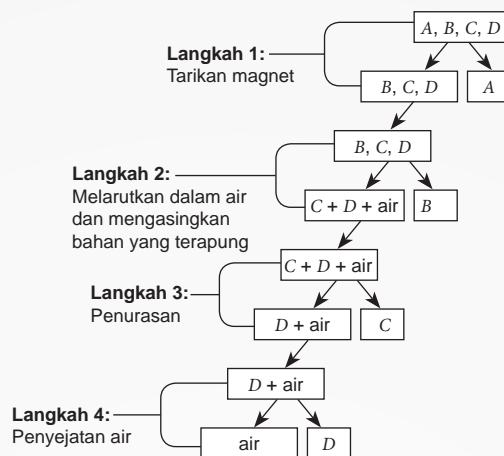 A, B, C, D
Langkah 1:
Tarikan magnet
B, C, D
A
B, C, D
Langkah 2:
Melarutkan dalam air
dan mengasingkan
bahan yang terapung
C + D + air
B
C + D + air
Langkah 3:
Penurasan
D + air
C
D + air
Langkah 4:
Penyejatan air
air
D